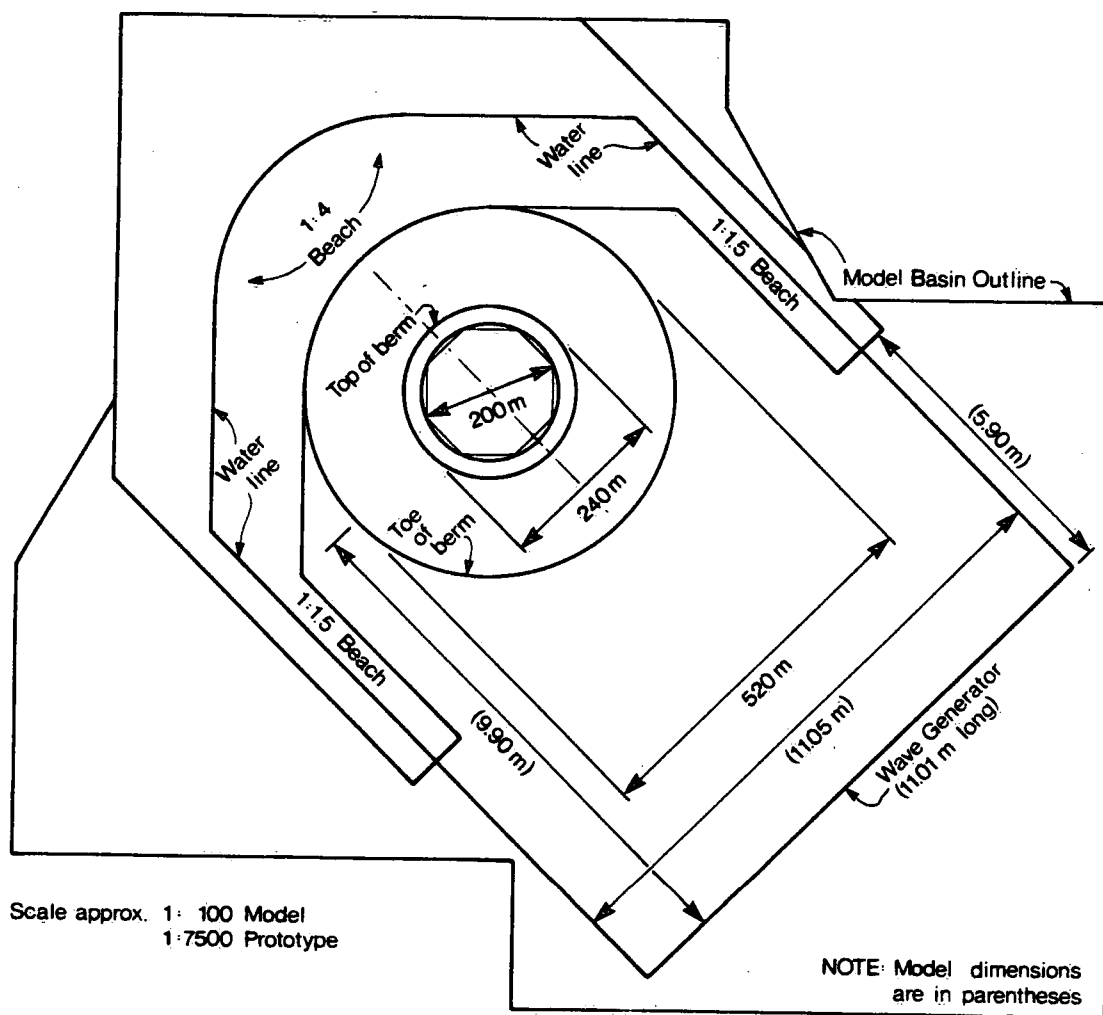 Water
line
1:4
Beach
1:1.5 Beach
Model Basin Outline
Top of berm
200 m
240 m
(5.90 m)
Water
line
Toe
of
berm
1:1.5 Beach
520 m
(9.90 m)
(11.05 m)
Wave Generator
(11.01 m long)
Scale approx. 1: 100 Model
1:7500 Prototype
NOTE: Model dimensions
are in parentheses